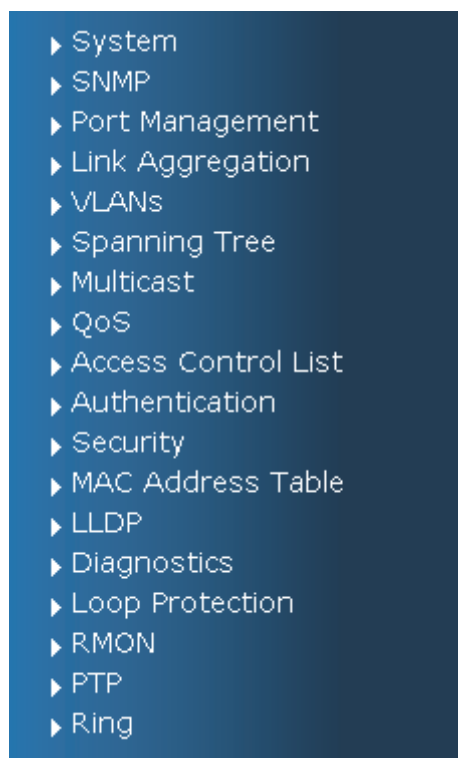 System
SNMP
Port Management
Link Aggregation
VLANs
Spanning Tree
Multicast
QoS
Access Control List
Authentication
Security
MAC Address Table
LLDP
Diagnostics
Loop Protection
RMON
PTP
Ring